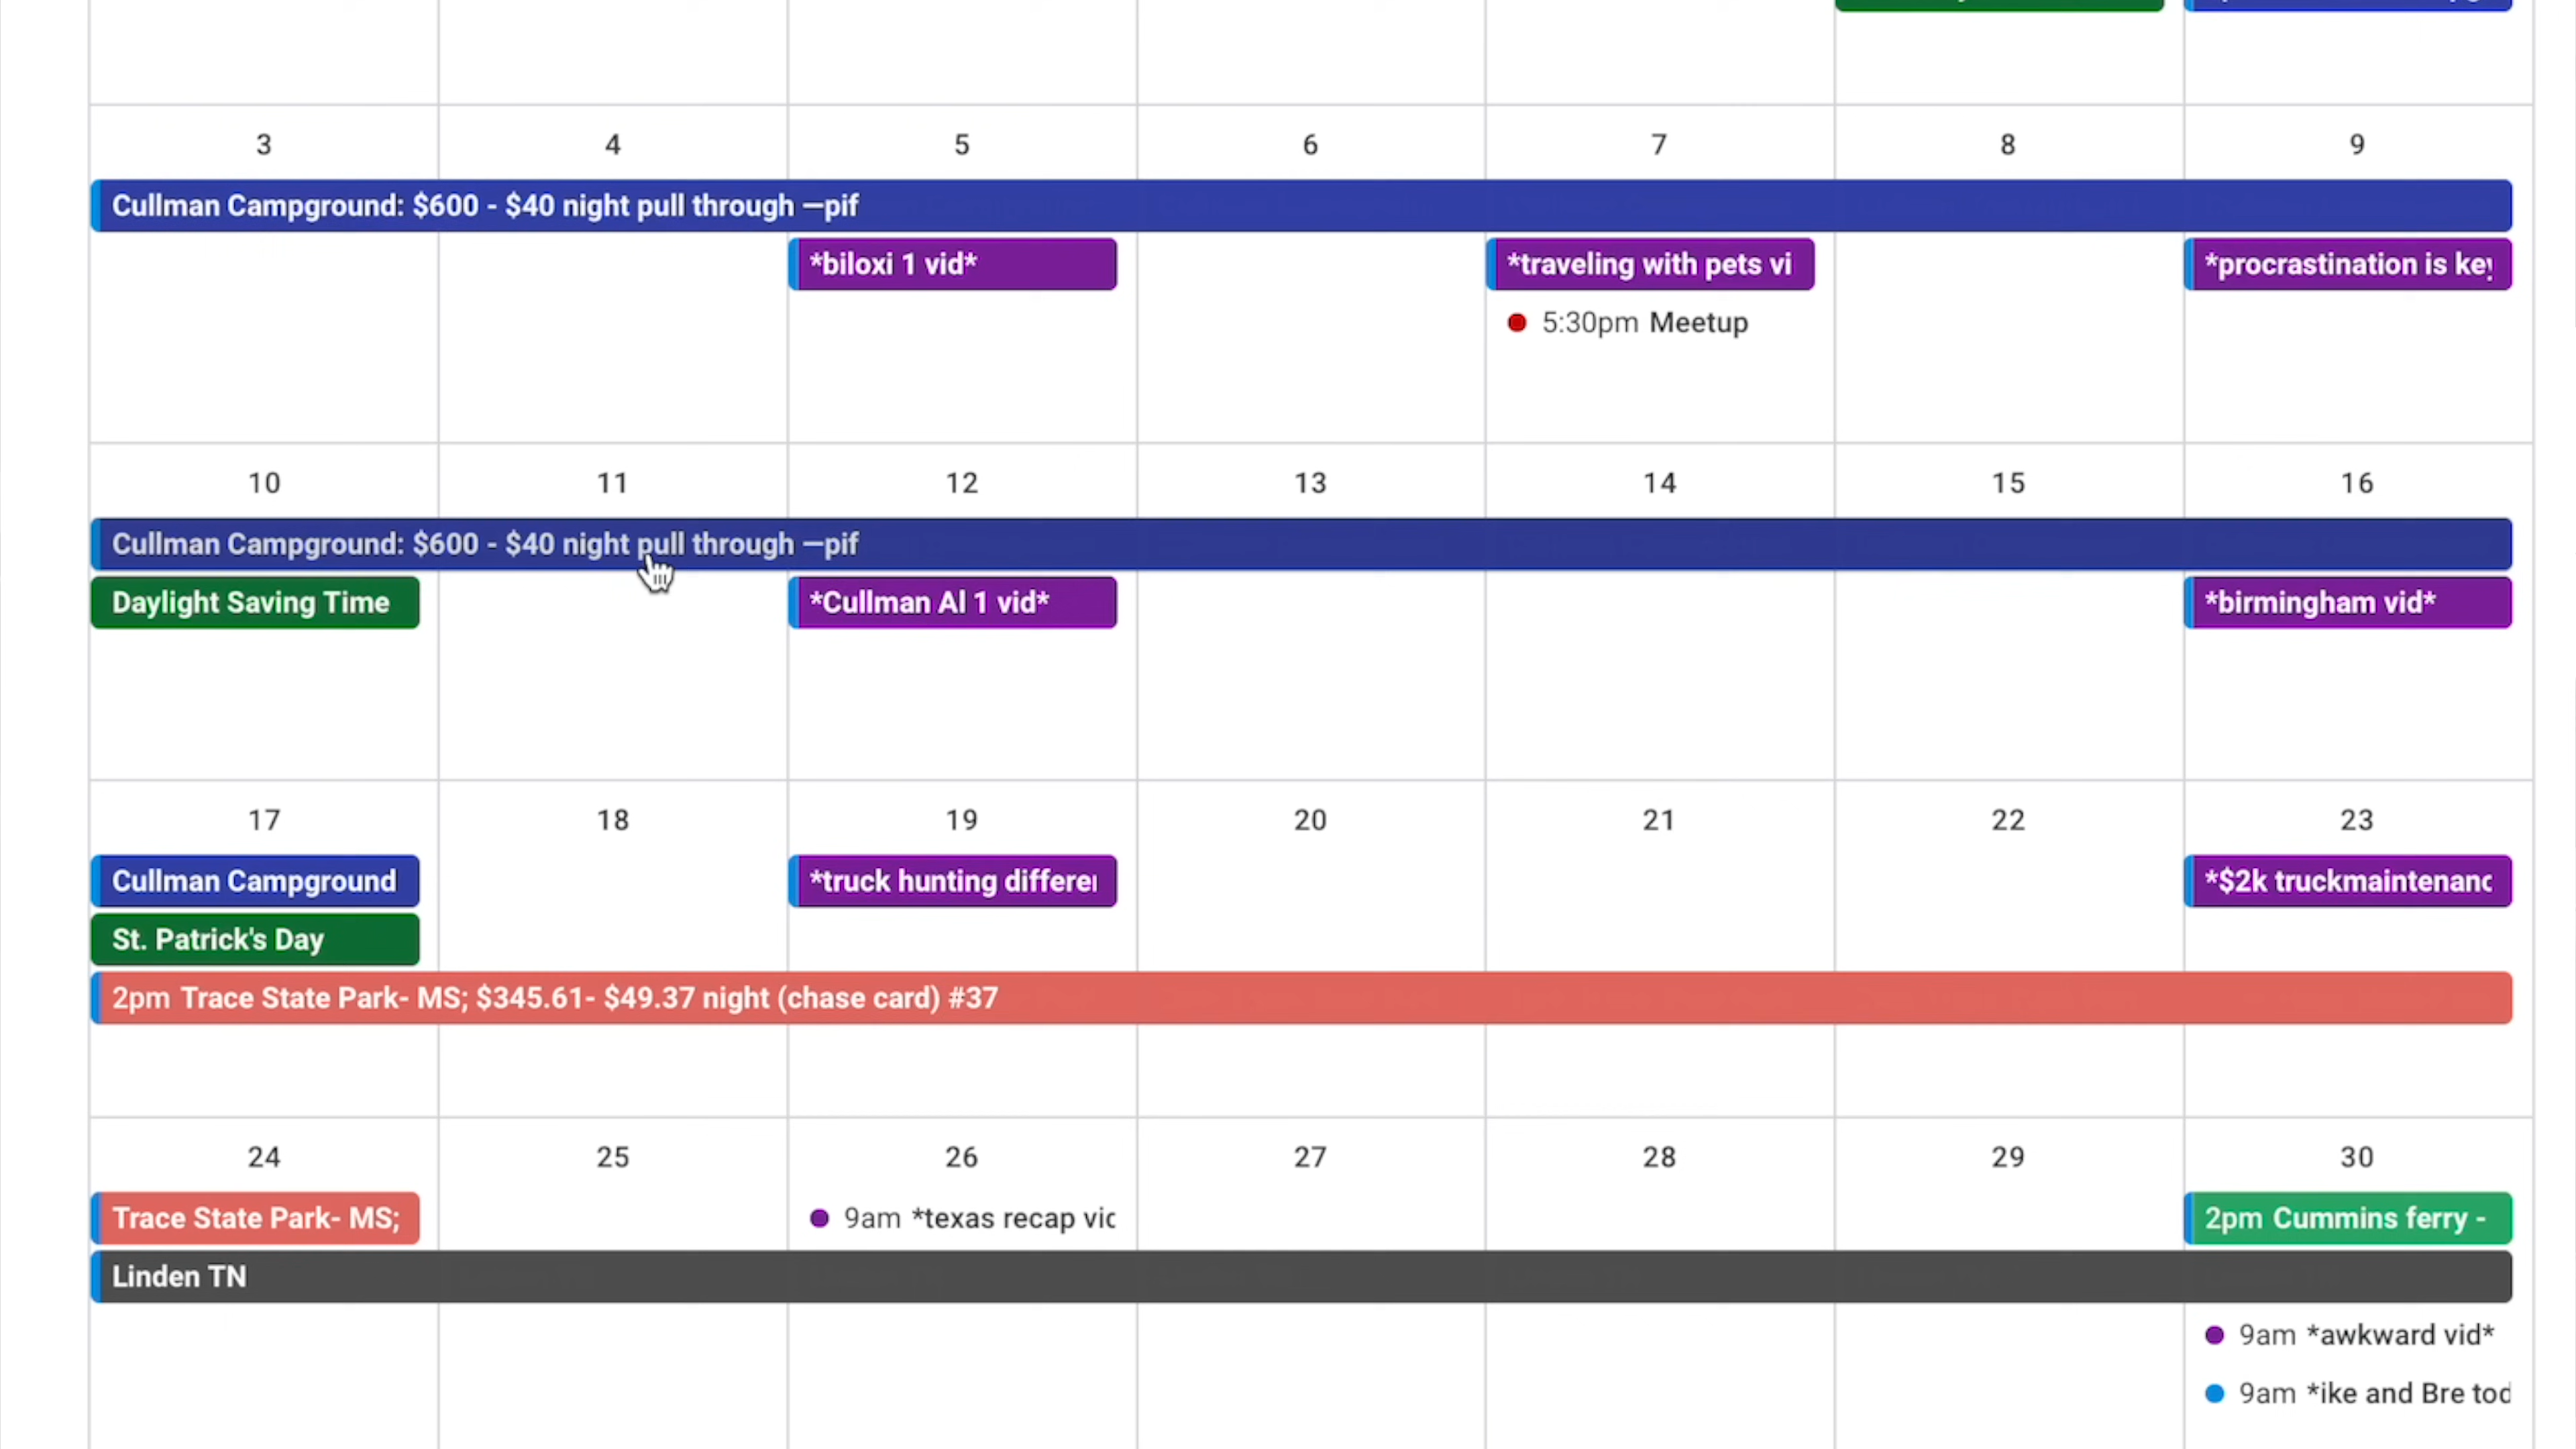 3 4 5 6 7 8 9
Cullman Campground: $600 - $40 night pull through —pif
*biloxi 1 vid* *traveling with pets vi *procrastination is key
5:30pm Meetup
10 11 12 13 14 15 16
Cullman Campground: $600 - $40 night pull through —pif
Daylight Saving Time *Cullman Al 1 vid* *birmingham vid*
17 18 19 20 21 22 23
Cullman Campground *truck hunting *$2k
St. Patrick's Day
2pm Trace State Park- MS; $345.61- $49.37 night (chase card) #37
24 25 26 27 28 29 30
Trace State Park- MS; 9am *texas recap 2pm Cummins ferry -
Linden TN
9am *awkward vid*
9am *ike and Bre